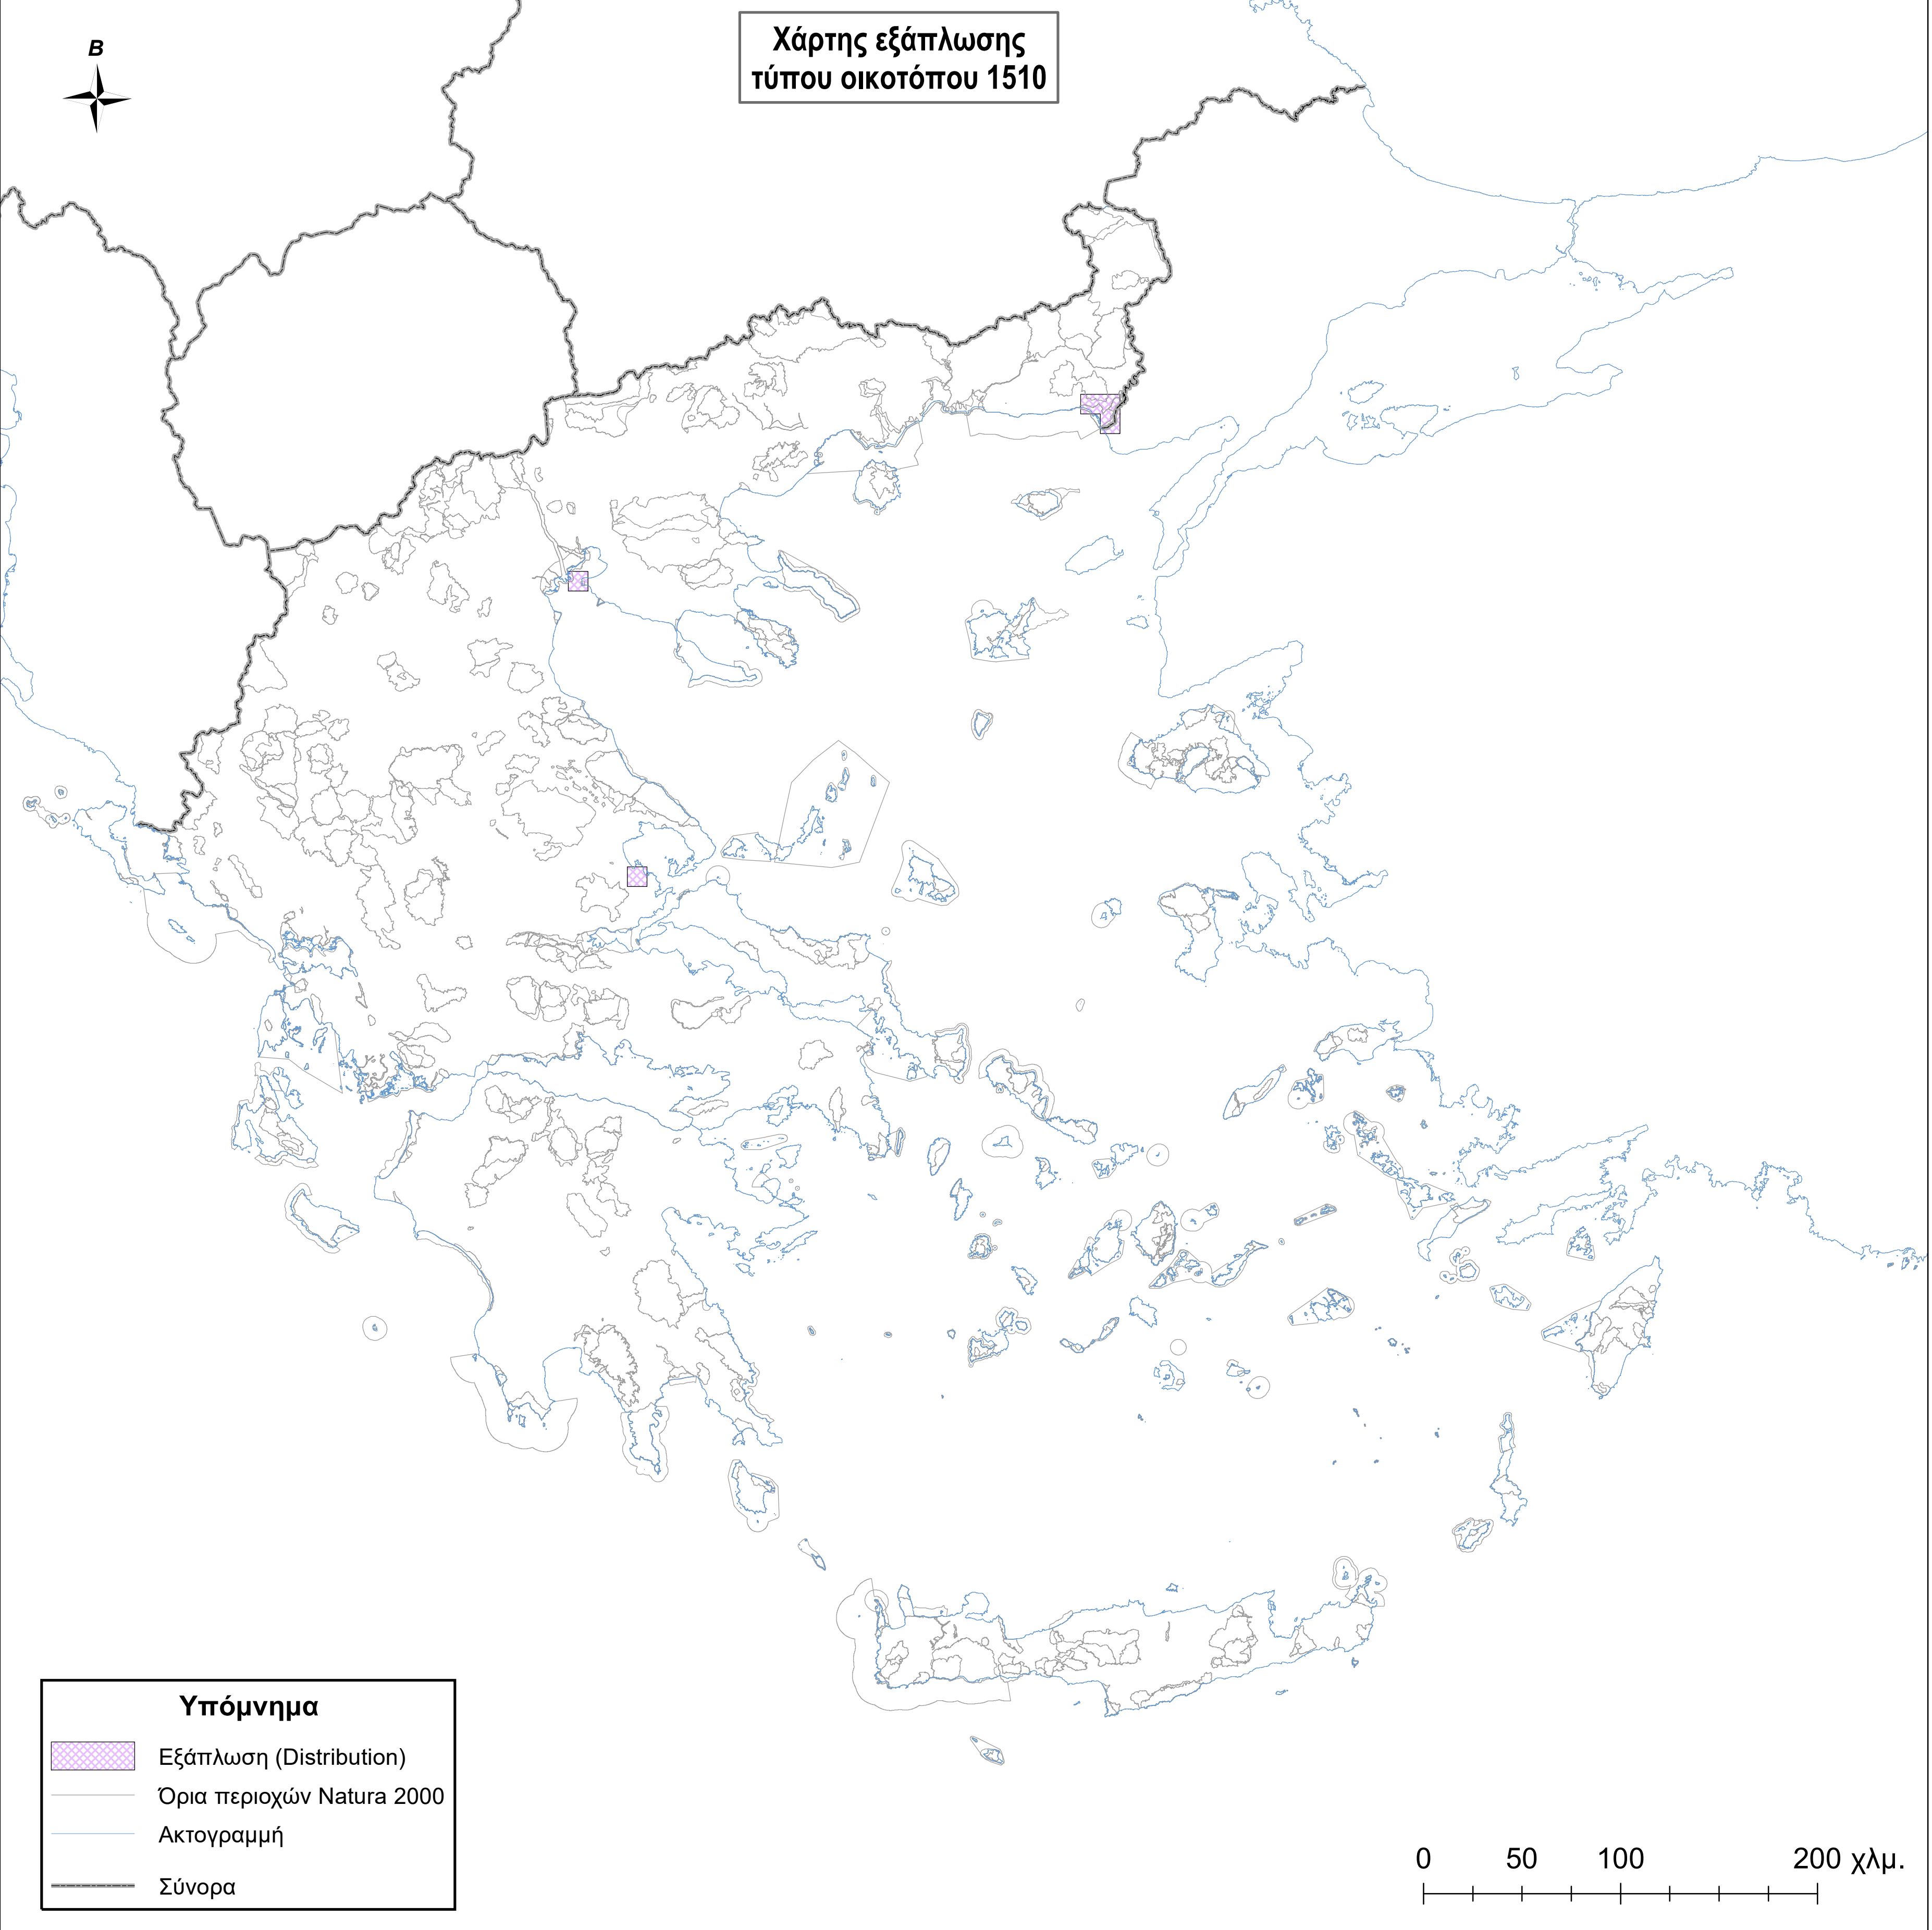 Χάρτης εξάπλωσης
τύπου οικοτόπου 1510
Β
Υπόμνημα
Εξάπλωση (Distribution)
Όρια περιοχών Natura 2000
Ακτογραμμή
Σύνορα
0 50 100 200 χλμ.